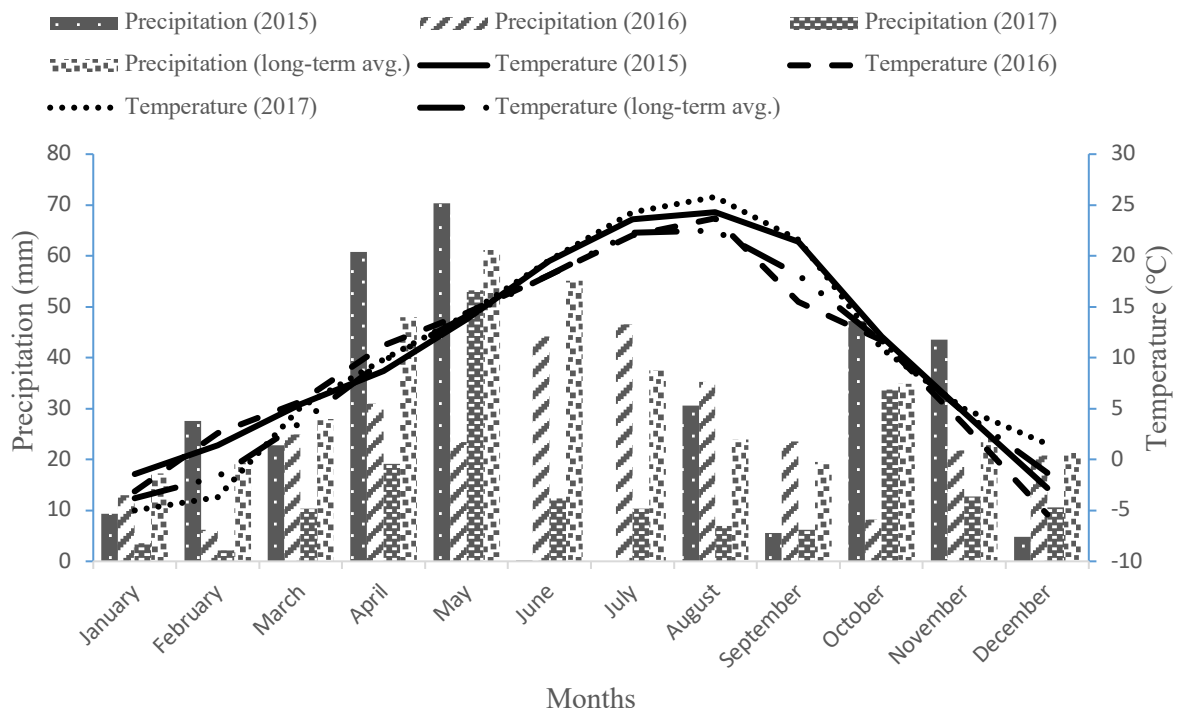 Precipitation (2015) Precipitation (2016) Precipitation (2017)
Precipitation (long-term avg.) Temperature (2015) Temperature (2016)
Temperature (2017) Temperature (long-term avg.)
80 30
70 25
60 20
50 15
40 10
30 5
20 0
10 -5
0 -10
Precipitation (mm)
Temperature (°C)
January February March April May June July August September October November December
Months